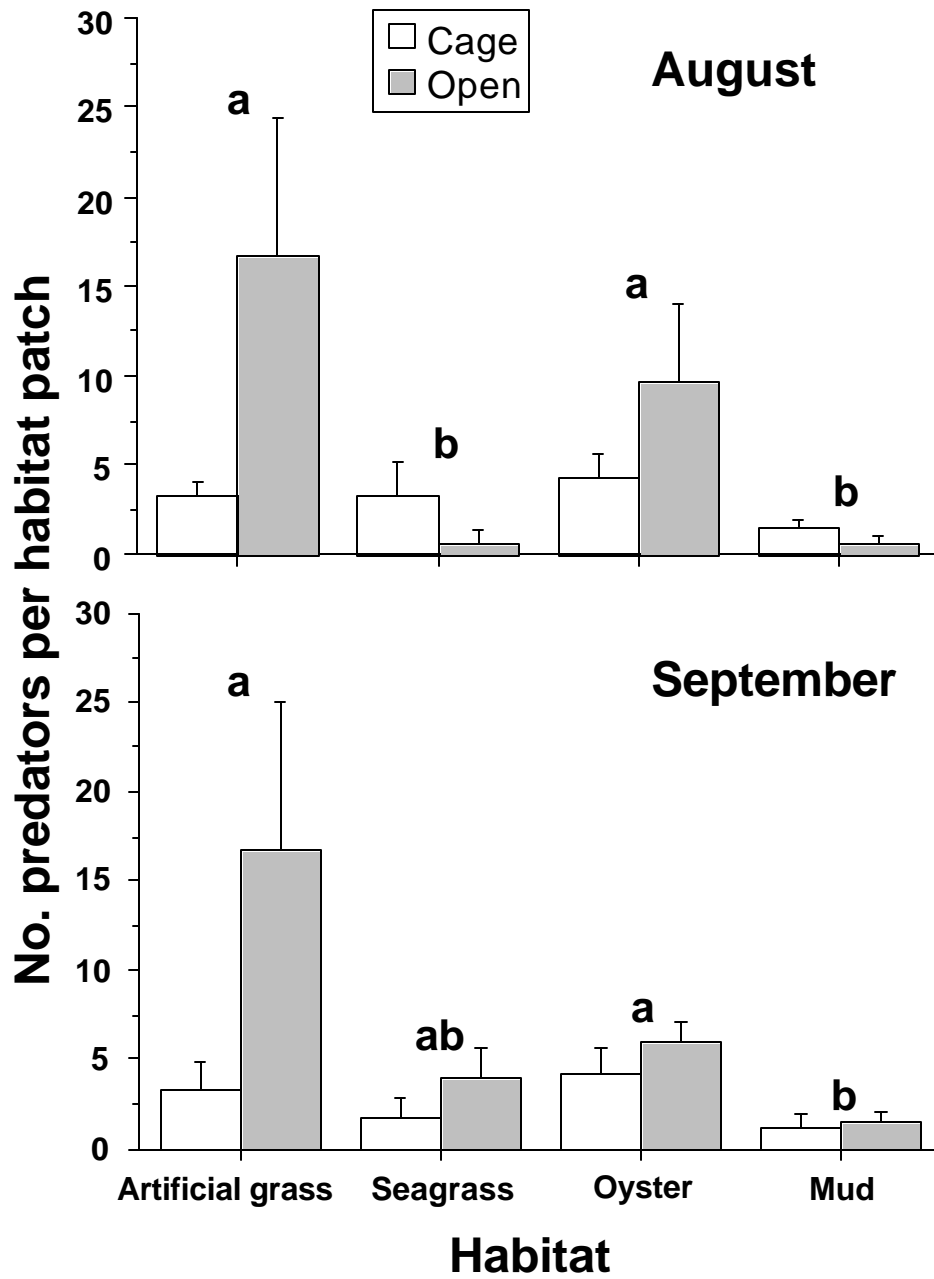 No. predators per habitat patch
Cage
Open
August
30
25
20
15
10
5
0
a
b
a
b
September
30
25
20
15
10
5
0
a
ab
a
b
Artificial grass Seagrass Oyster Mud
Habitat